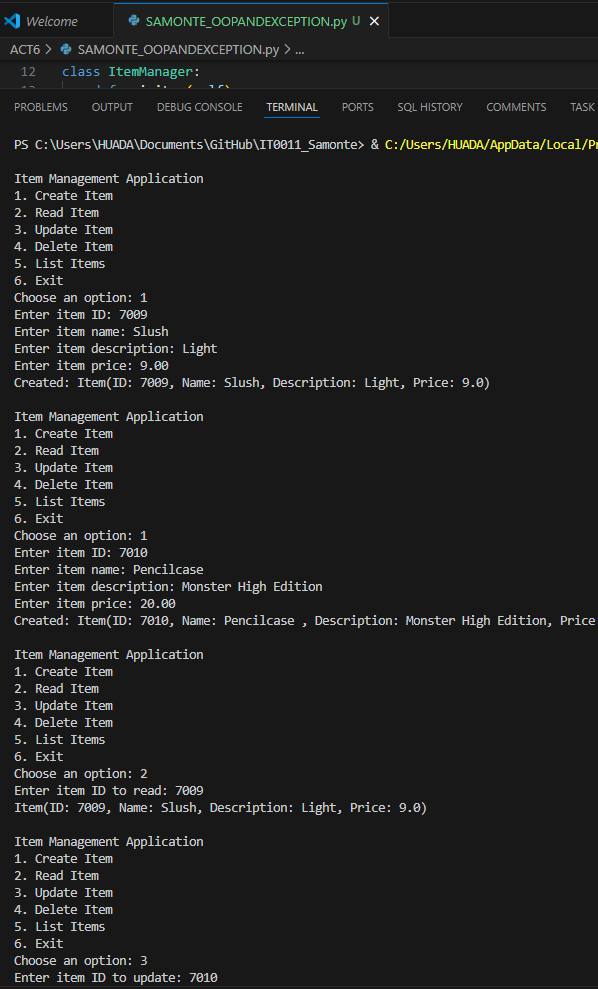 Welcome SAMONTE_OOPANDEXCEPTION.py U
ACT6 > SAMONTE_OOPANDEXCEPTION.py > ...
12 class ItemManager:
PROBLEMS OUTPUT DEBUG CONSOLE TERMINAL PORTS SQL HISTORY COMMENTS TASK
PS C:\Users\HUADA\Documents\GitHub\IT0011_Samonte> & C:/Users/HUADA/AppData/Local/Pr
Item Management Application
1. Create Item
2. Read Item
3. Update Item
4. Delete Item
5. List Items
6. Exit
Choose an option: 1
Enter item ID: 7009
Enter item name: Slush
Enter item description: Light
Enter item price: 9.00
Created: Item(ID: 7009, Name: Slush, Description: Light, Price: 9.0)
Item Management Application
1. Create Item
2. Read Item
3. Update Item
4. Delete Item
5. List Items
6. Exit
Choose an option: 1
Enter item ID: 7010
Enter item name: Pencilcase
Enter item description: Monster High Edition
Enter item price: 20.00
Created: Item(ID: 7010, Name: Pencilcase , Description: Monster High Edition, Price
Item Management Application
1. Create Item
2. Read Item
3. Update Item
4. Delete Item
5. List Items
6. Exit
Choose an option: 2
Enter item ID to read: 7009
Item(ID: 7009, Name: Slush, Description: Light, Price: 9.0)
Item Management Application
1. Create Item
2. Read Item
3. Update Item
4. Delete Item
5. List Items
6. Exit
Choose an option: 3
Enter item ID to update: 7010